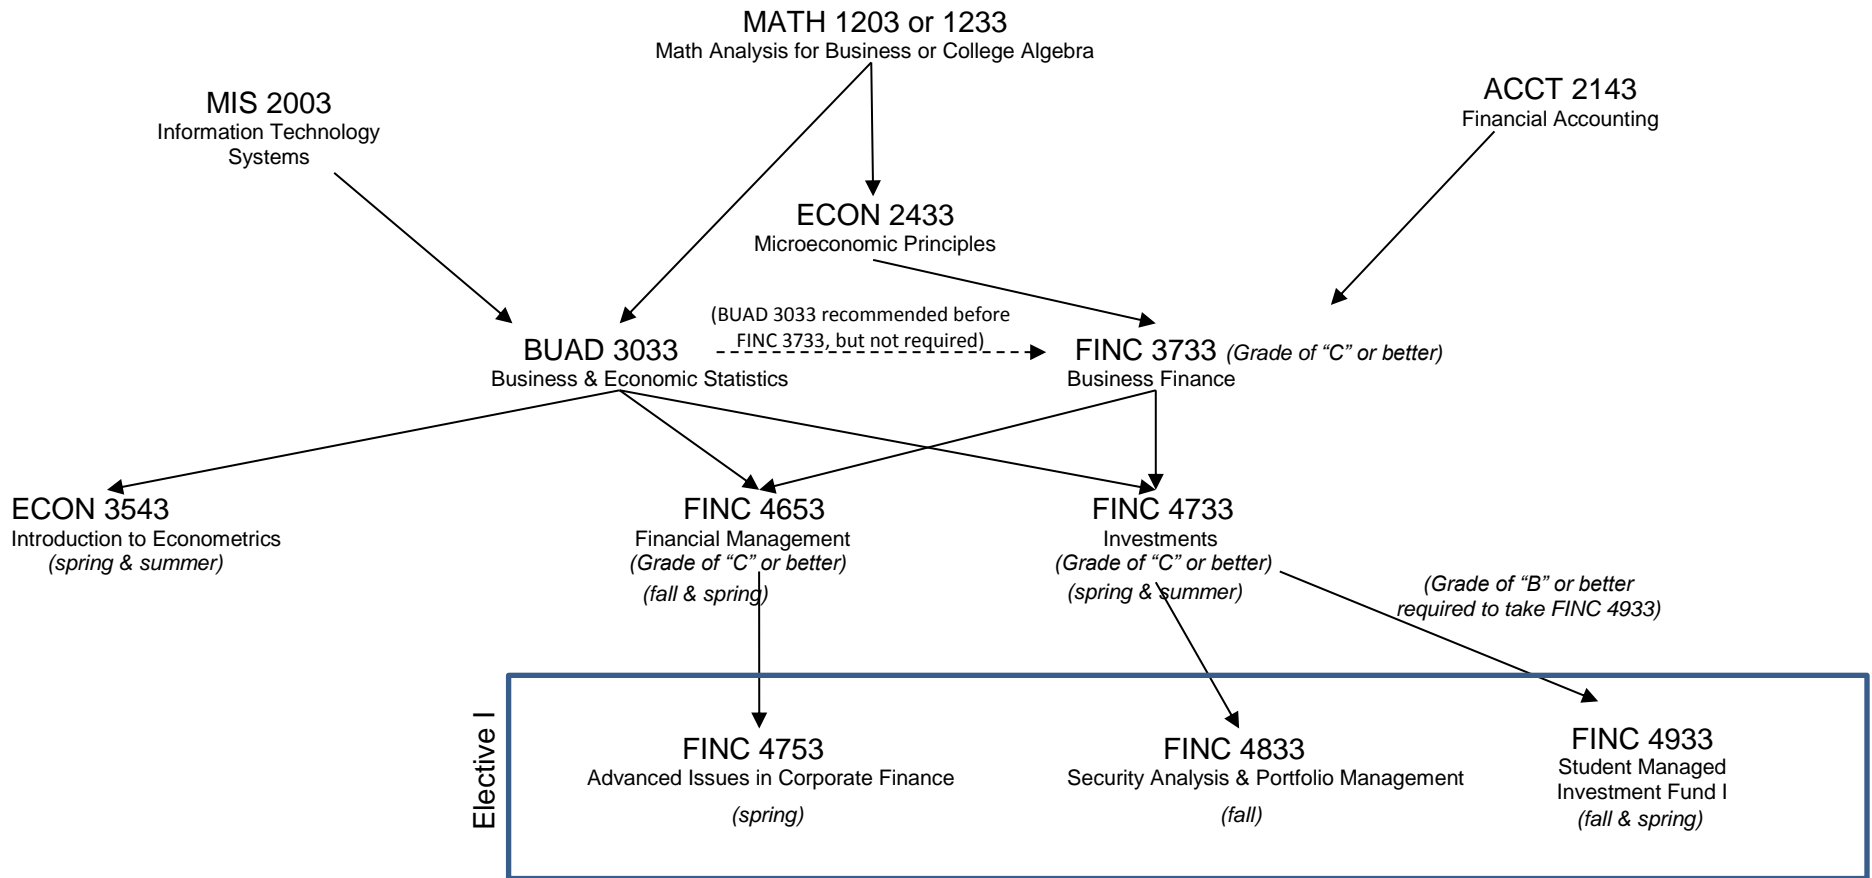 MATH 1203 or 1233
Math Analysis for Business or College Algebra
MIS 2003
Information Technology
Systems
ACCT 2143
Financial Accounting
ECON 2433
Microeconomic Principles
(BUAD 3033 recommended before
FINC 3733, but not required)
BUAD 3033
Business & Economic Statistics
FINC 3733 (Grade of “C” or better)
Business Finance
ECON 3543
Introduction to Econometrics
(spring & summer)
FINC 4653
Financial Management
(Grade of “C” or better)
(fall & spring)
FINC 4733
Investments
(Grade of “C” or better)
(spring & summer)
(Grade of “B” or better
required to take FINC 4933)
Elective I
FINC 4753
Advanced Issues in Corporate Finance
(spring)
FINC 4833
Security Analysis & Portfolio Management
(fall)
FINC 4933
Student Managed
Investment Fund I
(fall & spring)